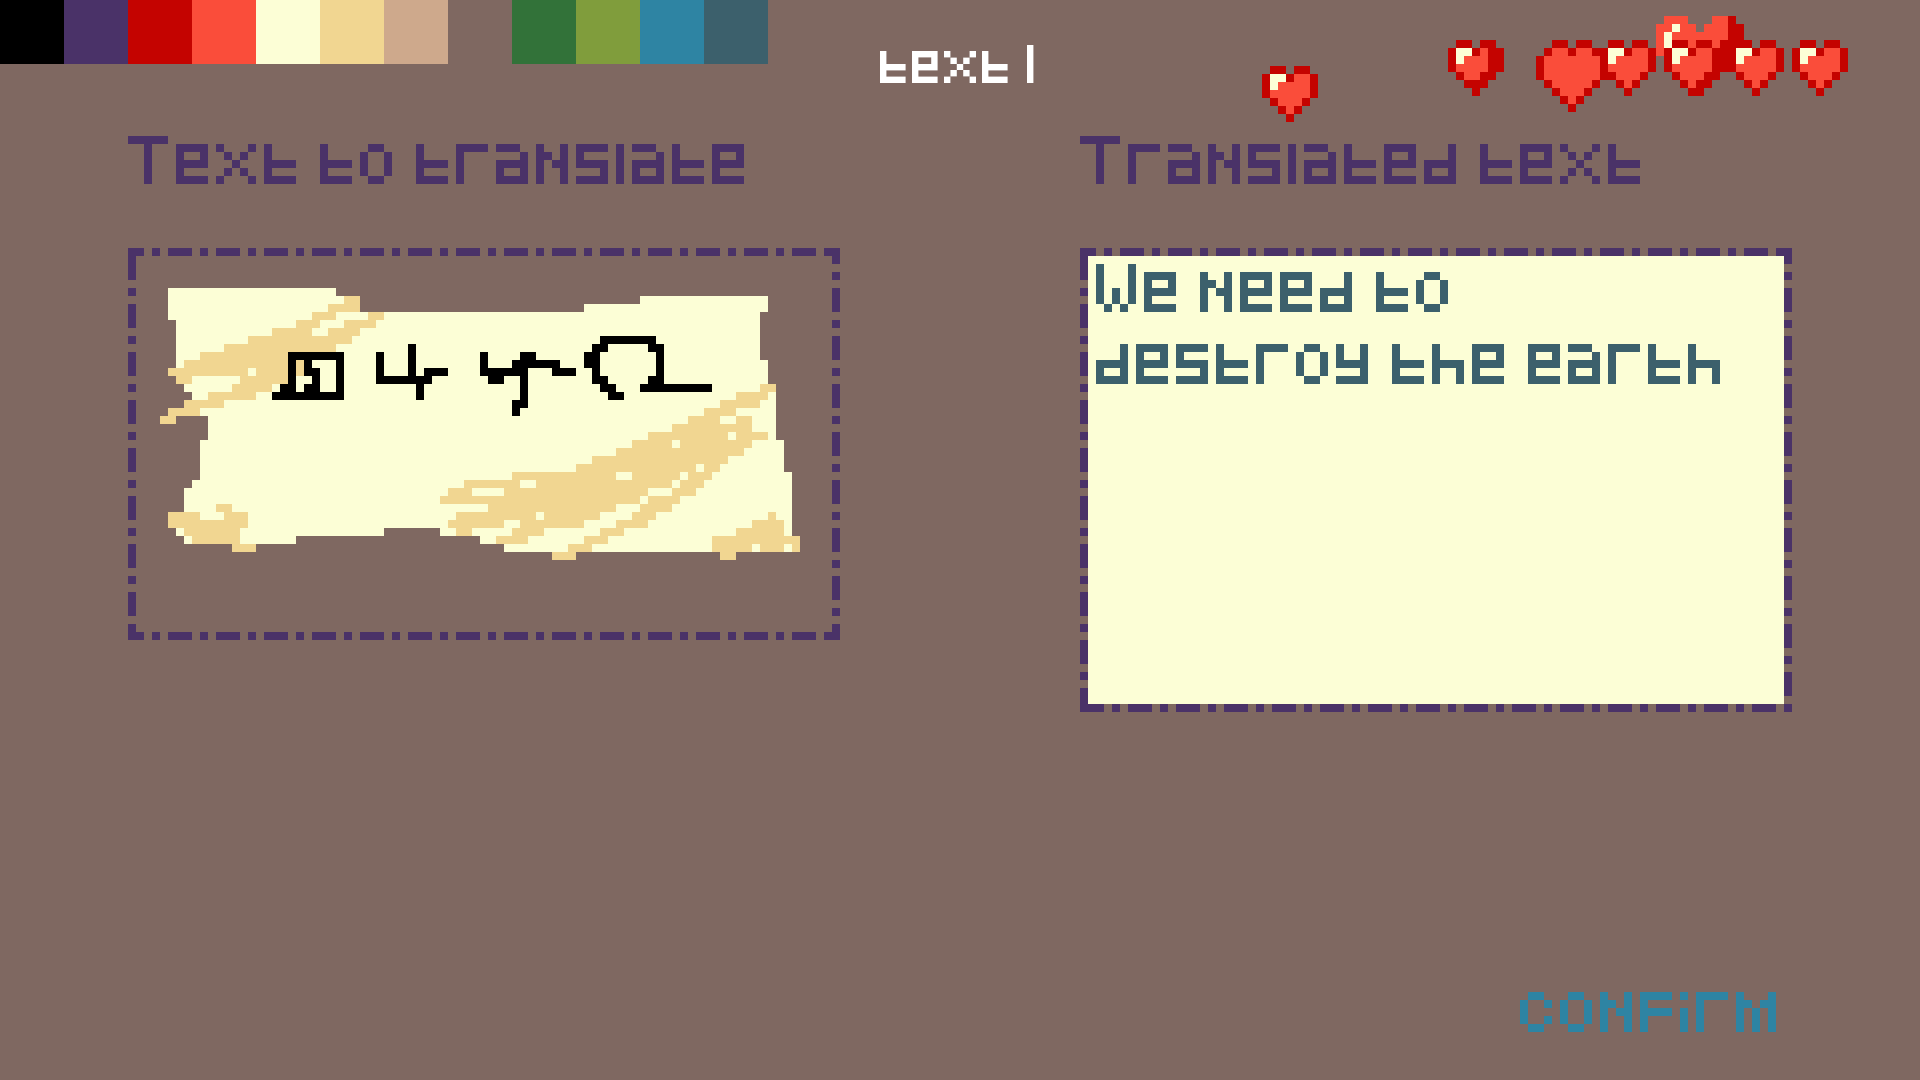 text 1
Text to translate
Translated text
We need to
destroy the earth
CONFiRM